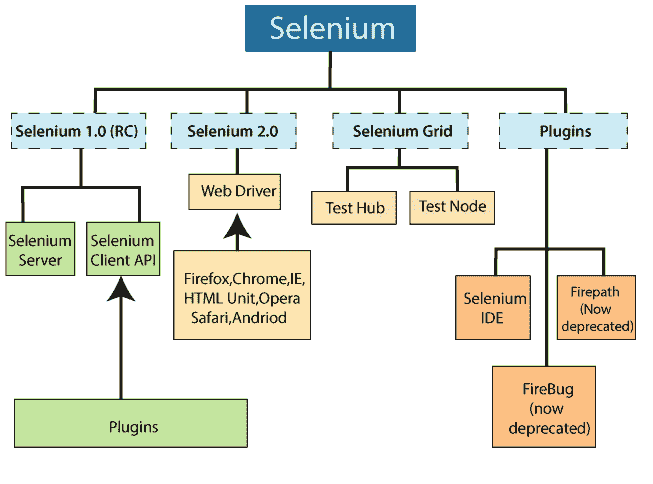 Selenium
Selenium 1.0 (RC)
Selenium 2.0
Selenium Grid
Plugins
Web Driver
Test Hub
Test Node
Selenium
Server
Selenium
Client API
Firefox,Chrome,IE,
HTML Unit,Opera
Safari,Andriod
Selenium
IDE
Firepath
(Now
deprecated)
FireBug
(now
deprecated)
Plugins